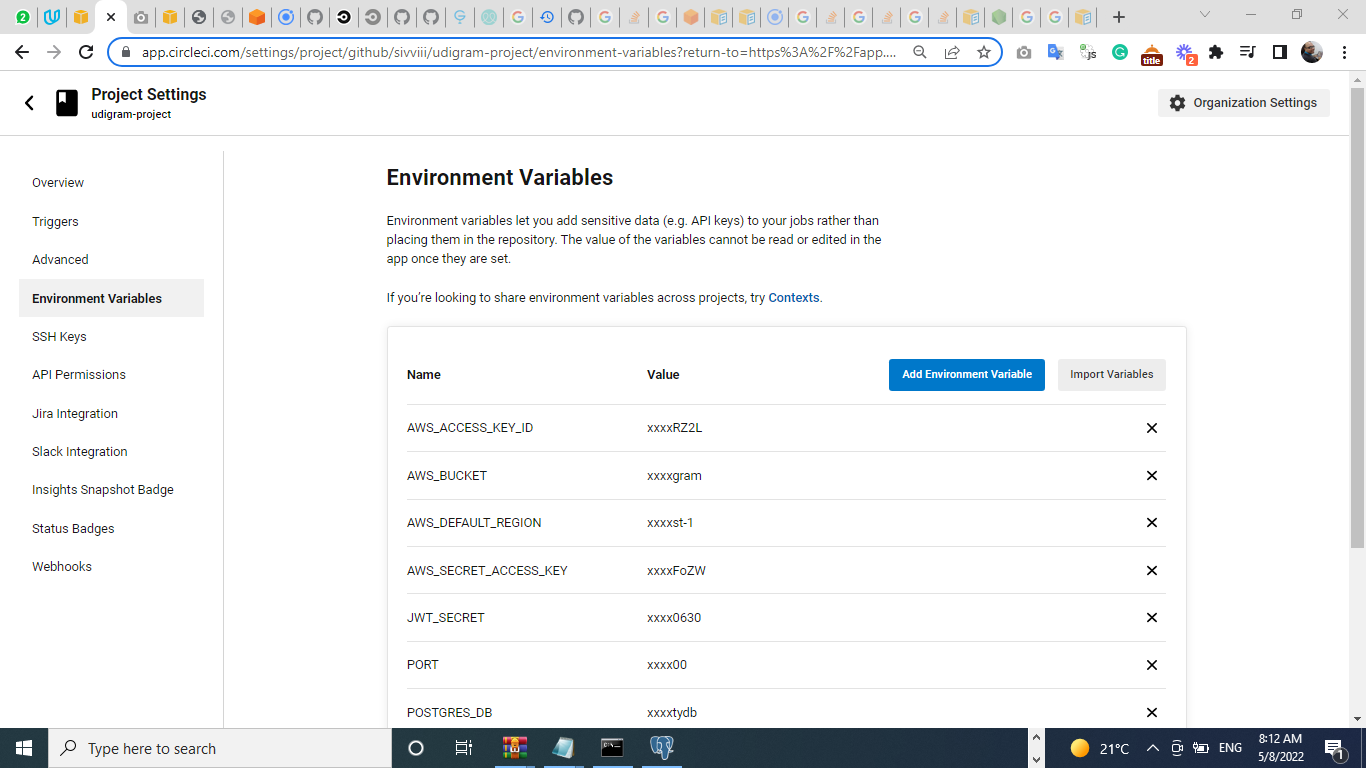 app.circleci.com/settings/project/github/sivviii/udigram-project/environment-variables?return-to=https%3A%2F%2Fapp....
title
2
Project Settings
udigram-project
Organization Settings
Overview
Triggers
Advanced
Environment Variables
SSH Keys
API Permissions
Jira Integration
Slack Integration
Insights Snapshot Badge
Status Badges
Webhooks
Environment Variables
Environment variables let you add sensitive data (e.g. API keys) to your jobs rather than
placing them in the repository. The value of the variables cannot be read or edited in the
app once they are set.
If you're looking to share environment variables across projects, try Contexts.
Name Value Add Environment Variable Import Variables
AWS_ACCESS_KEY_ID xxxxRZ2L
AWS_BUCKET xxxxgram
AWS_DEFAULT_REGION xxxxst-1
AWS_SECRET_ACCESS_KEY xxxxFoZW
JWT_SECRET xxxx0630
PORT xxxx00
POSTGRES_DB xxxxtydb
Type here to search
21°C
ENG
8:12 AM
5/8/2022
1